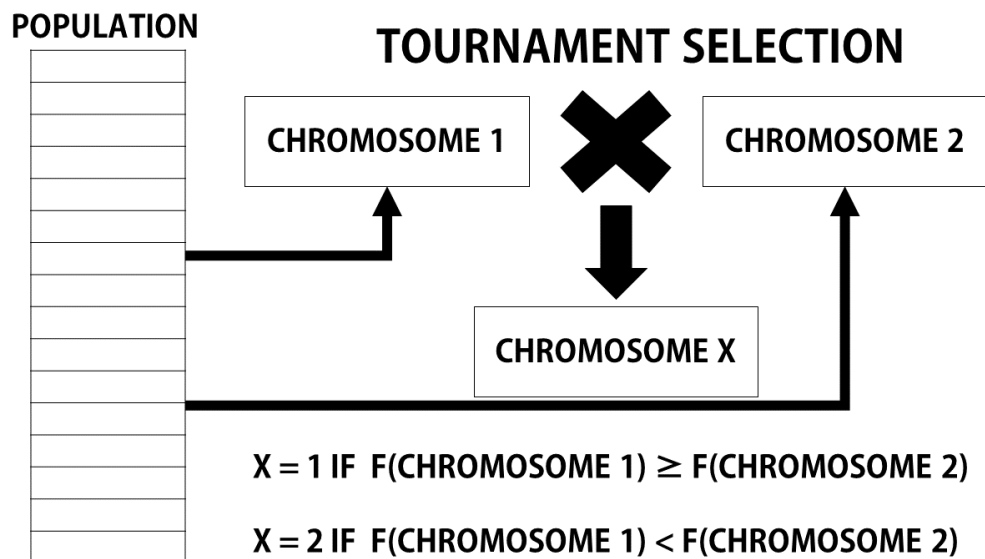 POPULATION
TOURNAMENT SELECTION
CHROMOSOME 1
CHROMOSOME 2
CHROMOSOME X
X = 1 IF F(CHROMOSOME 1) ≥ F(CHROMOSOME 2)
X = 2 IF F(CHROMOSOME 1) < F(CHROMOSOME 2)